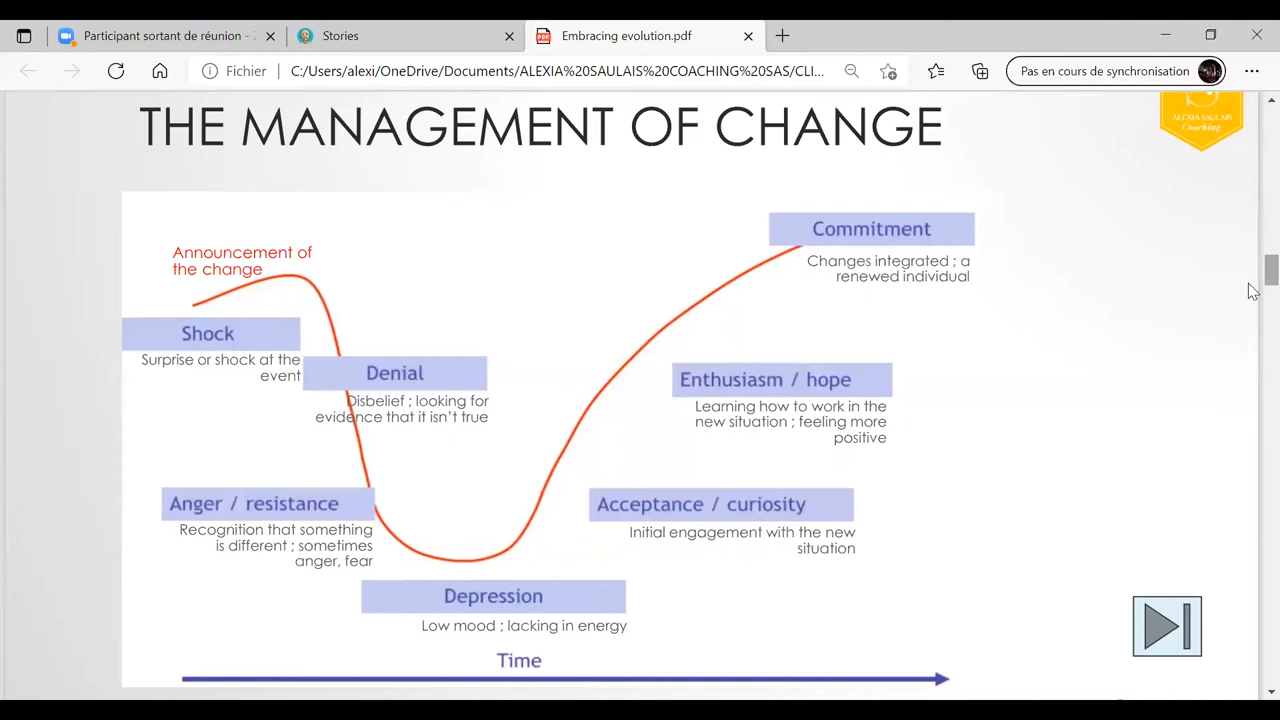 Participant sortant de réunion -
Stories
Embracing evolution.pdf
Fichier
C:/Users/alexi/OneDrive/Documents/ALEXIA%20SAULAIS%20COACHING%20SAS/CLI...
Pas en cours de synchronisation
THE MANAGEMENT OF CHANGE
ALEXIA SAULAIS
Coaching
Announcement of
the change
Shock
Surprise or shock at the
event
Denial
Disbelief ; looking for
evidence that it isn't true
Anger / resistance
Recognition that something
is different ; sometimes
anger, fear
Depression
Low mood ; lacking in energy
Acceptance / curiosity
Initial engagement with the new
situation
Enthusiasm / hope
Learning how to work in the
new situation ; feeling more
positive
Commitment
Changes integrated ; a
renewed individual
Time